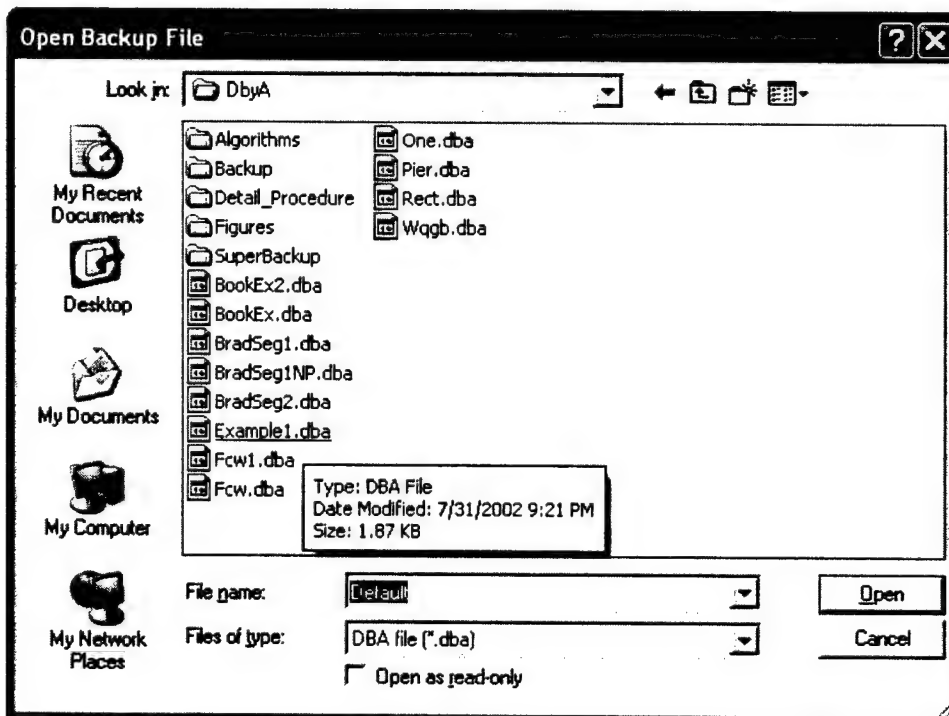 Open Backup File
Look in: DbyA
My Recent
Documents
Desktop
My Documents
My Computer
My Network
Places
Algorithms
Backup
Detail_Procedure
Figures
SuperBackup
BookEx2.dba
BookEx.dba
BradSeg1.dba
BradSeg1NP.dba
BradSeg2.dba
Example1.dba
Fcw1.dba
Fcw.dba
One.dba
Pier.dba
Rect.dba
Wqgb.dba
Type: DBA File
Date Modified: 7/31/2002 9:21 PM
Size: 1.87 KB
File name: Default
Open
Files of type: DBA file (*.dba)
Cancel
Open as read-only